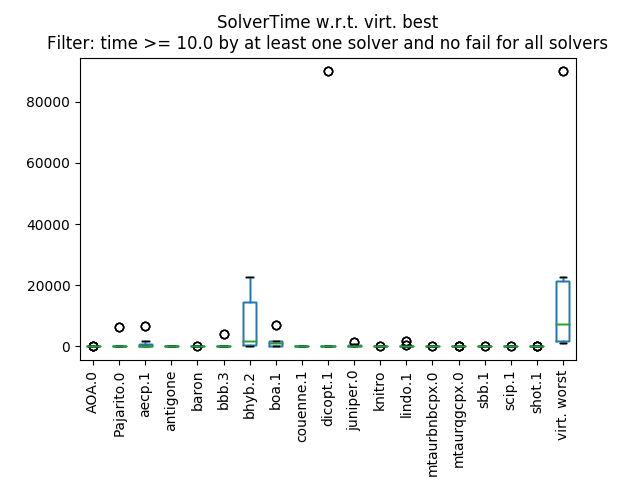 SolverTime w.r.t. virt. best
Filter: time >= 10.0 by at least one solver and no fail for all solvers
80000
60000
40000
20000
0
AOA.0
Pajarito.0
aecp.1
antigone
baron
bbb.3
bhyb.2
boa.1
couenne.1
dicopt.1
juniper.0
knitro
lindo.1
mtaurbnbcpx.0
mtaurqgcpx.0
sbb.1
scip.1
shot.1
virt. worst